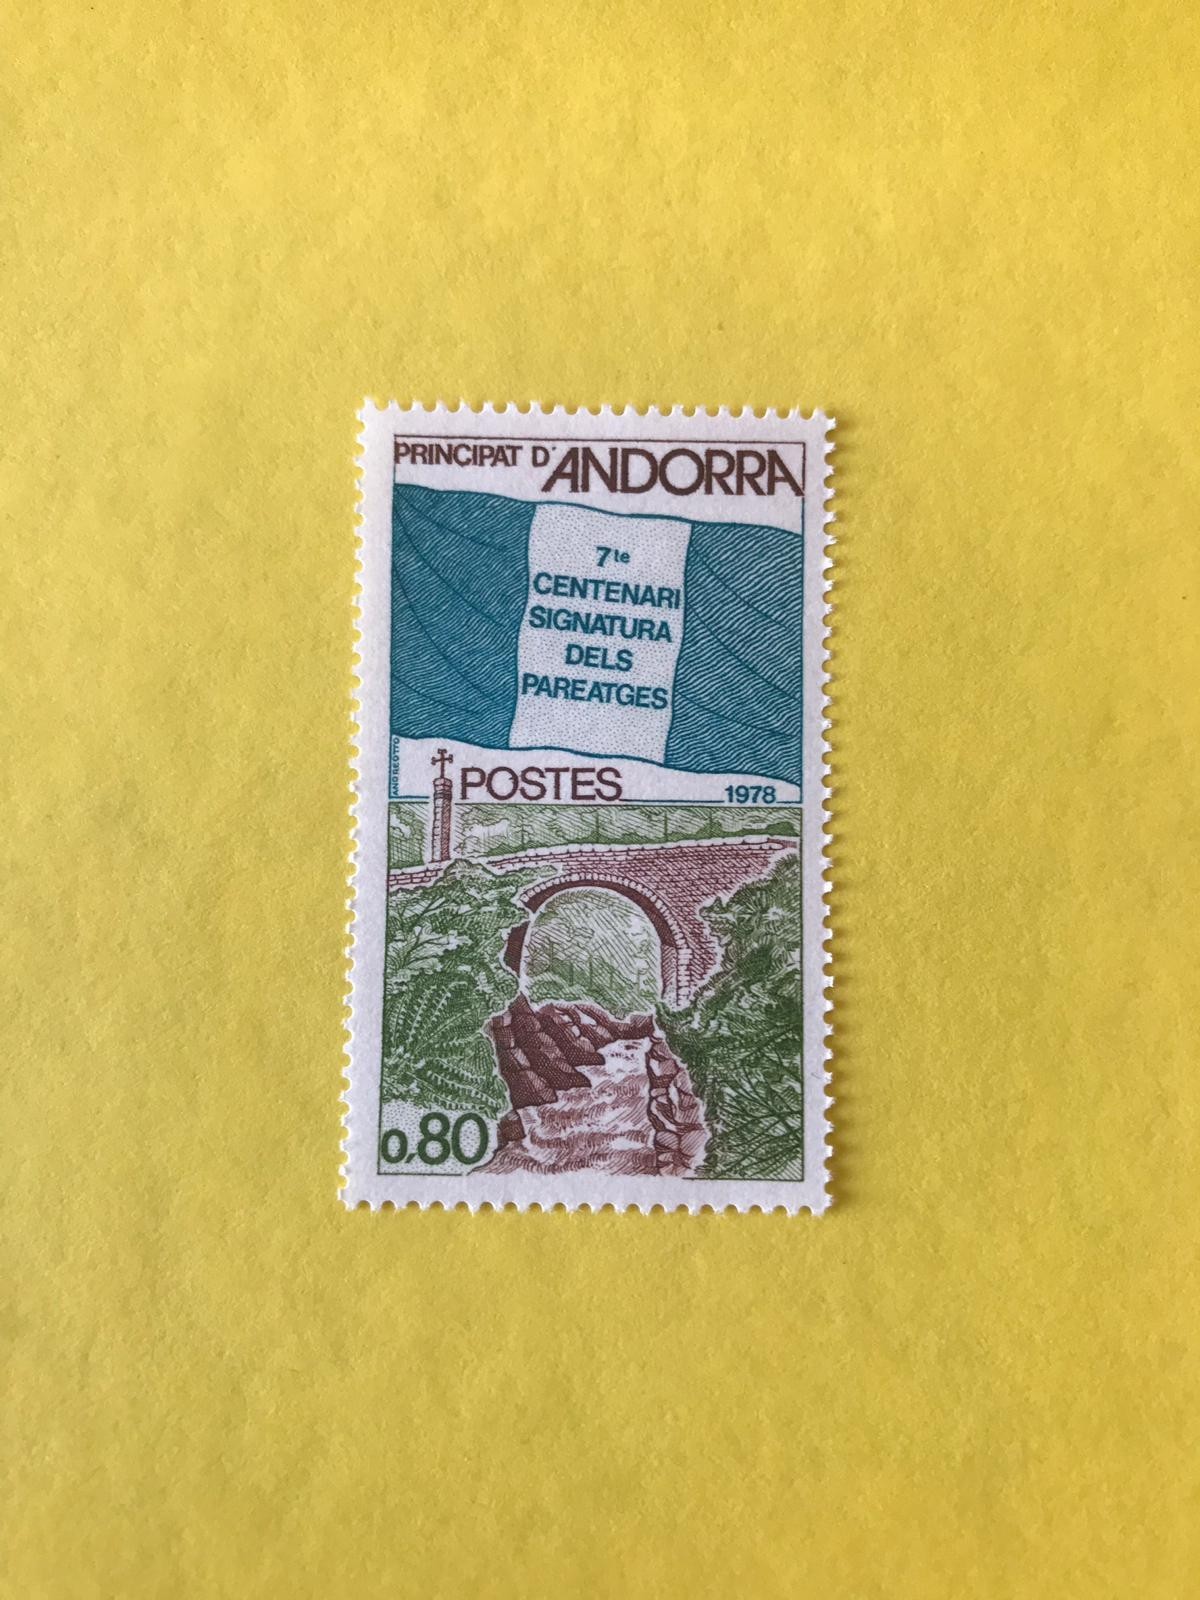 PRINCIPAT D'ANDORRA
7te
CENTENARI
SIGNATURA
DELS
PAREATGES
ANDREOTTO
POSTES 1978
0,80